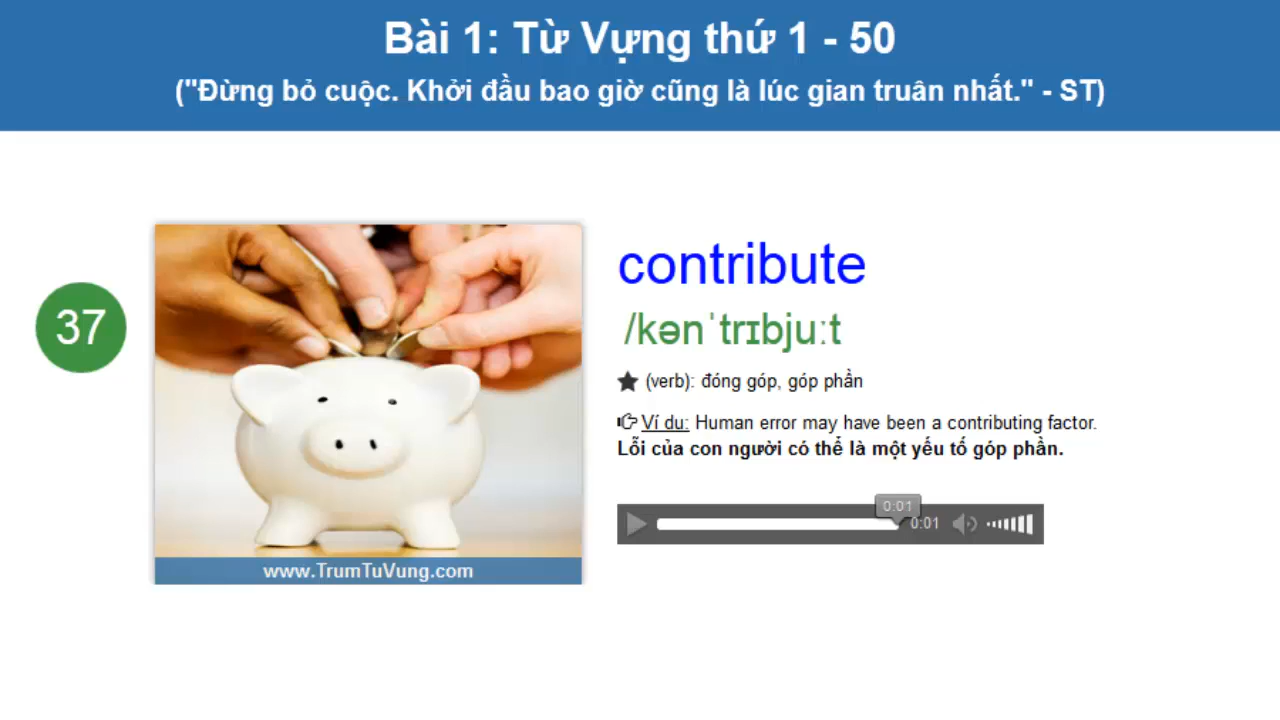 Bài 1: Từ Vựng thứ 1 - 50
("Đừng bỏ cuộc. Khởi đầu bao giờ cũng là lúc gian truân nhất." - ST)
37
contribute
/kənˈtrɪbjuːt
(verb): đóng góp, góp phần
Ví du: Human error may have been a contributing factor.
Lỗi của con người có thể là một yếu tố góp phần.
0:01
0:01
www.TrumTuVung.com